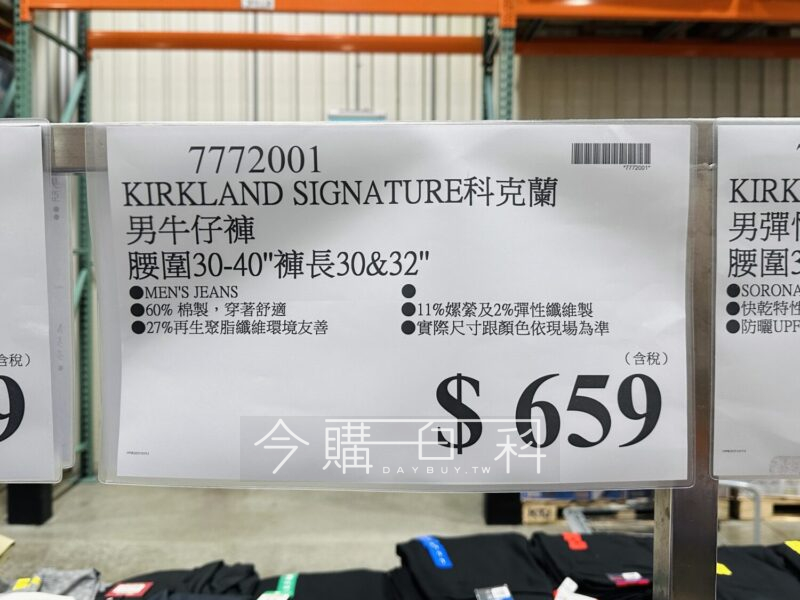 7772001
*7772001*
KIRKLAND SIGNATURE科克蘭
男牛仔褲
腰圍30-40"褲長30&32"
●MEN'S JEANS
●
●60% 棉製，穿著舒適
●11%嫘縈及2%彈性纖維製
●27%再生聚脂纖維環境友善
●實際尺寸跟顏色依現場為準
（含稅）
$ 659
今購百科
DAYBUY.TW
含稅）
9
7
KIRK
男彈
腰圍3
●SORONA
●快乾特性
●防曬UPF